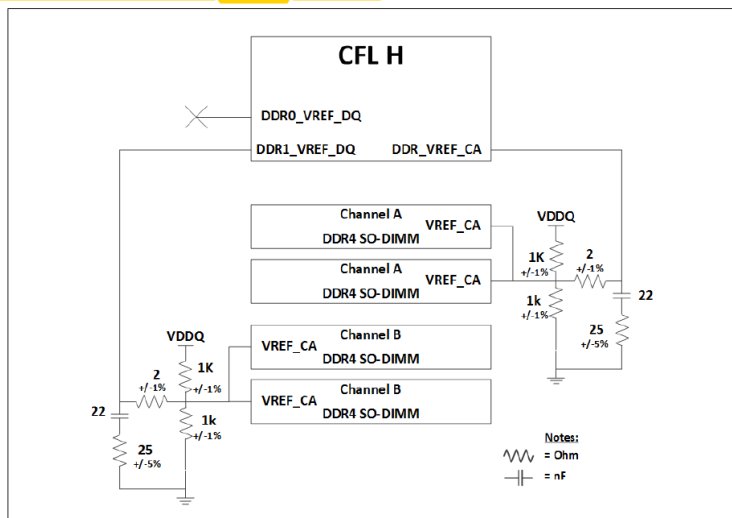 CFL H
DDR0_VREF_DQ
DDR1_VREF_DQ DDR_VREF_CA
Channel A
VREF_CA
DDR4 SO-DIMM
Channel A
VREF_CA
DDR4 SO-DIMM
VDDQ
1K
+/-1%
2
+/-1%
1k
+/-1%
22
25
+/-5%
Channel B
VREF_CA
DDR4 SO-DIMM
Channel B
VREF_CA
DDR4 SO-DIMM
VDDQ
2
+/-1%
1K
+/-1%
1k
+/-1%
22
25
+/-5%
Notes:
= Ohm
= nF